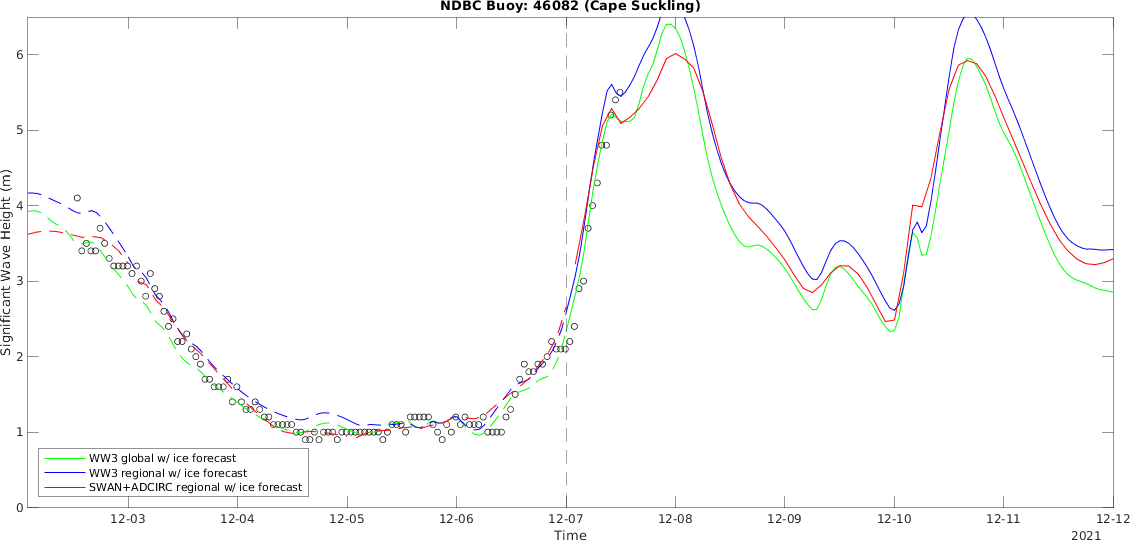 NDBC Buoy: 46082 (Cape Suckling)
Significant Wave Height (m)
6
5
4
3
2
1
0
WW3 global w/ ice forecast
WW3 regional w/ ice forecast
SWAN+ADCIRC regional w/ ice forecast
12-03 12-04 12-05 12-06 12-07 12-08 12-09 12-10 12-11 12-12
Time
2021